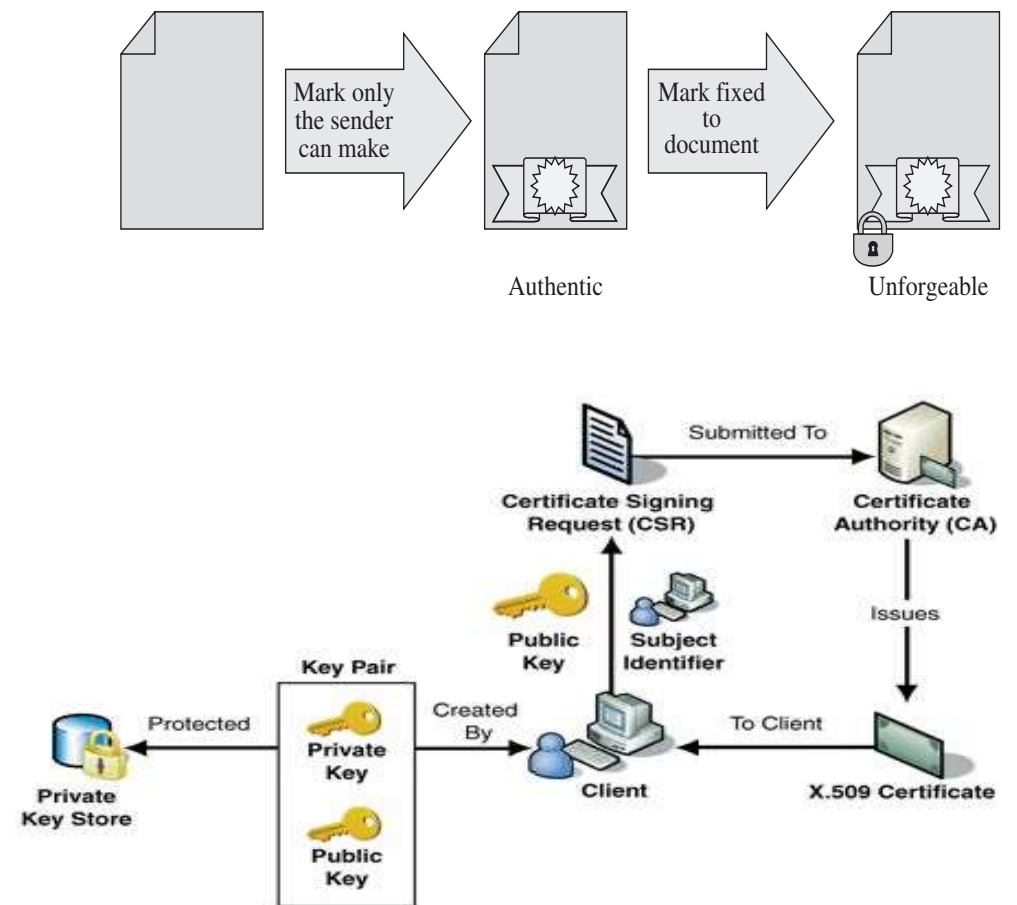 Mark only
the sender
can make
Mark fixed
to
document
Authentic
Unforgeable
Submitted To
Certificate Signing
Request (CSR)
Certificate
Authority (CA)
Public
Key
Subject
Identifier
Issues
Key Pair
Protected
Private
Key
Created
By
To Client
Private
Key Store
Client
X.509 Certificate
Public
Key